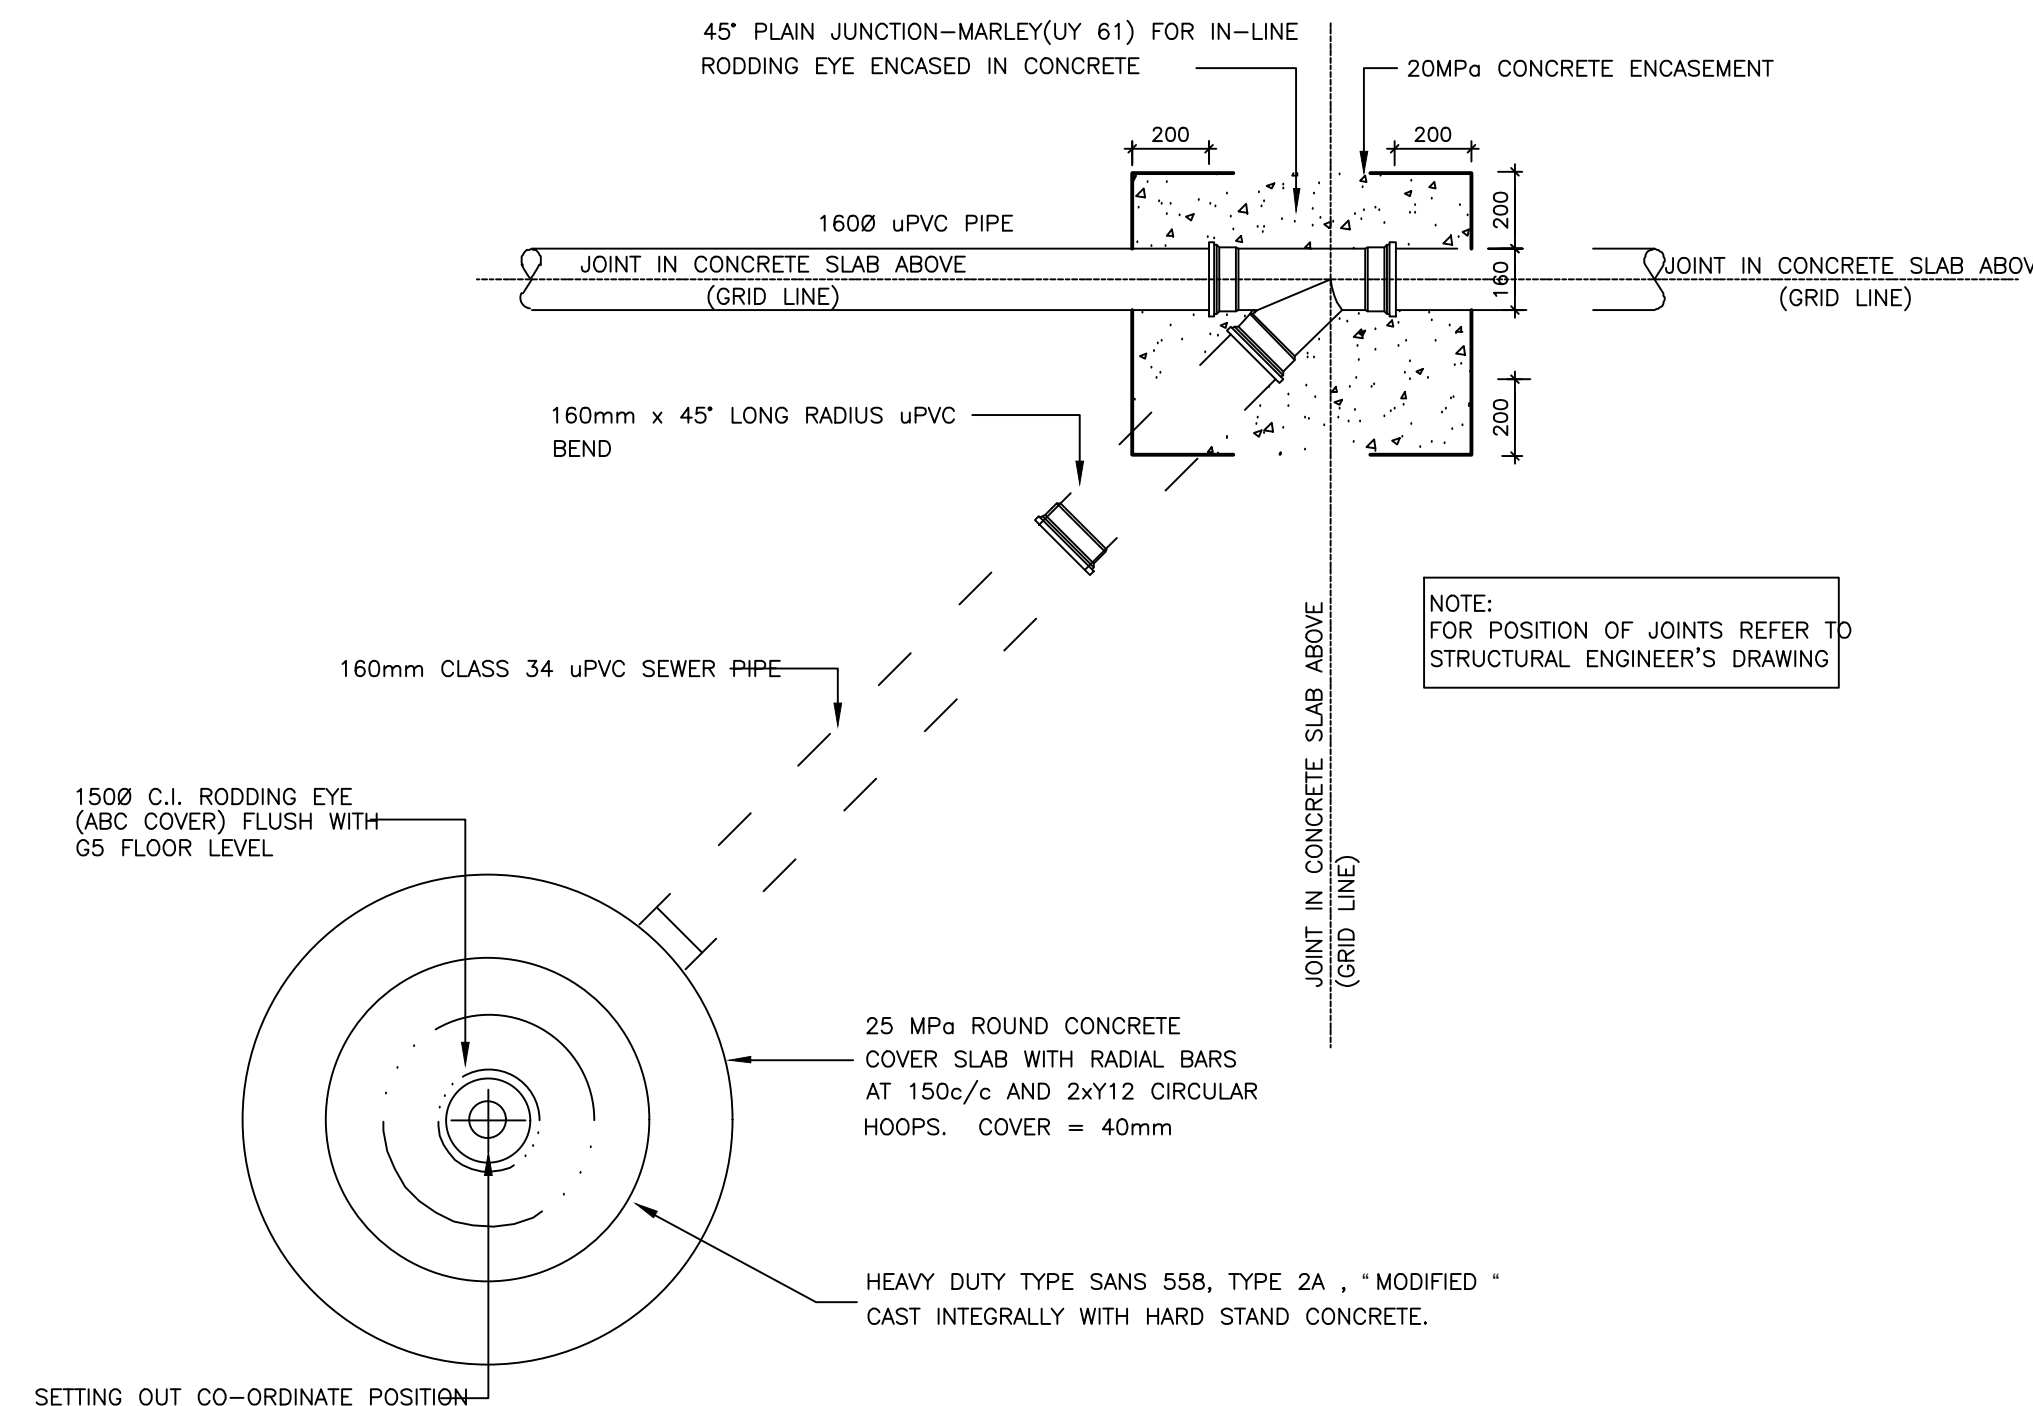 45° PLAIN JUNCTION-MARLEY(UY 61) FOR IN-LINE
RODDING EYE ENCASED IN CONCRETE
20MPa CONCRETE ENCASEMENT
200
200
200
160Ø uPVC PIPE
JOINT IN CONCRETE SLAB ABOVE
(GRID LINE)
160
JOINT IN CONCRETE SLAB ABOV
(GRID LINE)
200
160mm x 45° LONG RADIUS uPVC
BEND
NOTE:
FOR POSITION OF JOINTS REFER TO
STRUCTURAL ENGINEER'S DRAWING
160mm CLASS 34 uPVC SEWER PIPE
JOINT IN CONCRETE SLAB ABOVE
(GRID LINE)
150Ø C.I. RODDING EYE
(ABC COVER) FLUSH WITH
G5 FLOOR LEVEL
25 MPa ROUND CONCRETE
COVER SLAB WITH RADIAL BARS
AT 150c/c AND 2xY12 CIRCULAR
HOOPS. COVER = 40mm
HEAVY DUTY TYPE SANS 558, TYPE 2A , “ MODIFIED “
CAST INTEGRALLY WITH HARD STAND CONCRETE.
SETTING OUT CO-ORDINATE POSITION